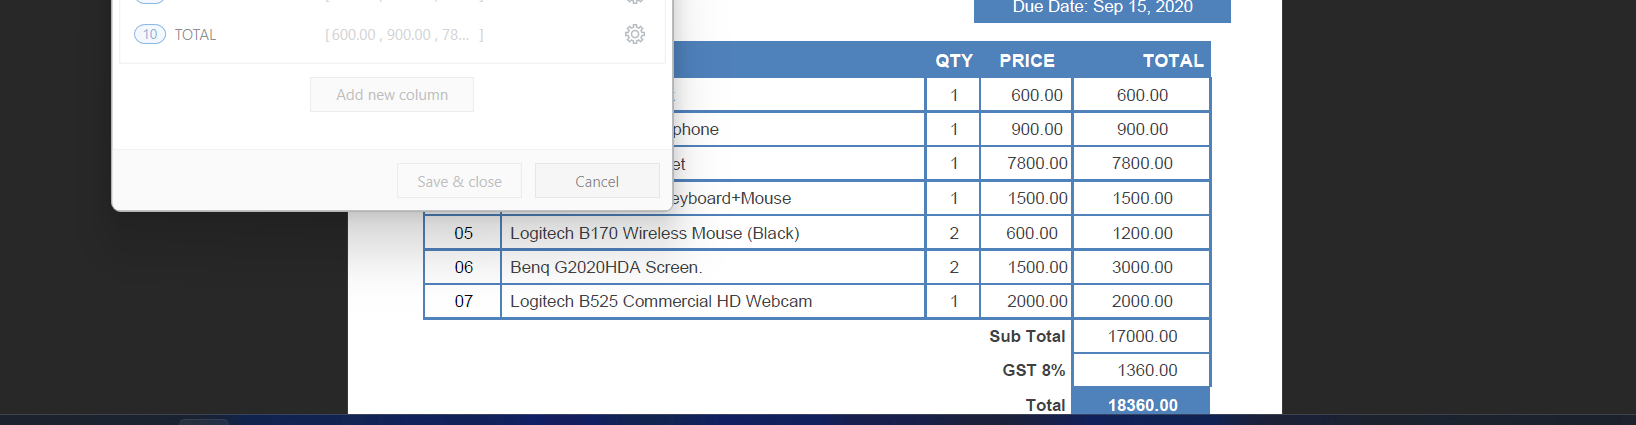 Due Date: Sep 15, 2020
10 TOTAL [ 600.00 , 900.00 , 78... ]
Add new column
Save & close Cancel
QTY PRICE TOTAL
1 600.00 600.00
phone 1 900.00 900.00
et 1 7800.00 7800.00
eyboard+Mouse 1 1500.00 1500.00
05 Logitech B170 Wireless Mouse (Black) 2 600.00 1200.00
06 Benq G2020HDA Screen. 2 1500.00 3000.00
07 Logitech B525 Commercial HD Webcam 1 2000.00 2000.00
Sub Total 17000.00
GST 8% 1360.00
Total 18360.00